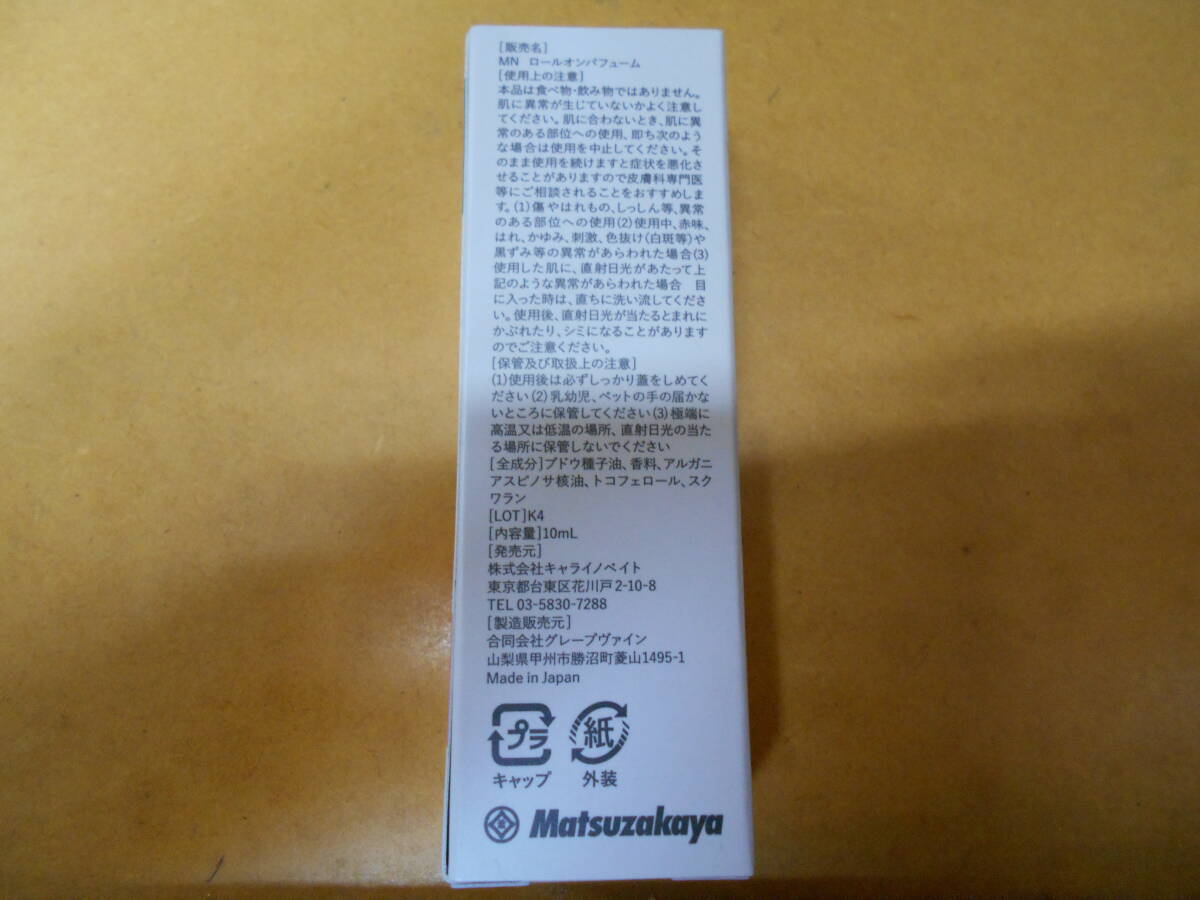 [販売名]
MN ロールオンパフューム
[使用上の注意]
本品は食べ物・飲み物ではありません。
肌に異常が生じていないかよく注意し
てください。肌に合わないとき、肌に異
常のある部位への使用、即ち次のよう
な場合は使用を中止してください。そ
のまま使用を続けますと症状を悪化さ
せることがありますので皮膚科専門医
等にご相談されることをおすすめしま
す。(1)傷やはれもの、しっしん等、異常
のある部位への使用(2)使用中、赤味、
はれ、かゆみ、刺激、色抜け(白斑等)や
黒ずみ等の異常があらわれた場合(3)
使用した肌に、直射日光があたって上
記のような異常があらわれた場合　目
に入った時は、直ちに洗い流してくださ
い。使用後、直射日光が当たるとまれに
かぶれたり、シミになることがあります
のでご注意ください。
[保管及び取扱上の注意]
(1)使用後は必ずしっかり蓋をしめてく
ださい(2)乳幼児、ペットの手の届かな
いところに保管してください(3)極端に
高温又は低温の場所、直射日光の当た
る場所に保管しないでください
[全成分]ブドウ種子油、香料、アルガニ
アスピノサ核油、トコフェロール、スク
ワラン
[LOT]K4
[内容量]10mL
[発売元]
株式会社キャライノベイト
東京都台東区花川戸2-10-8
TEL 03-5830-7288
[製造販売元]
合同会社グレープヴァイン
山梨県甲州市勝沼町菱山1495-1
Made in Japan
プラ 紙
キャップ 外装
Matsuzakaya